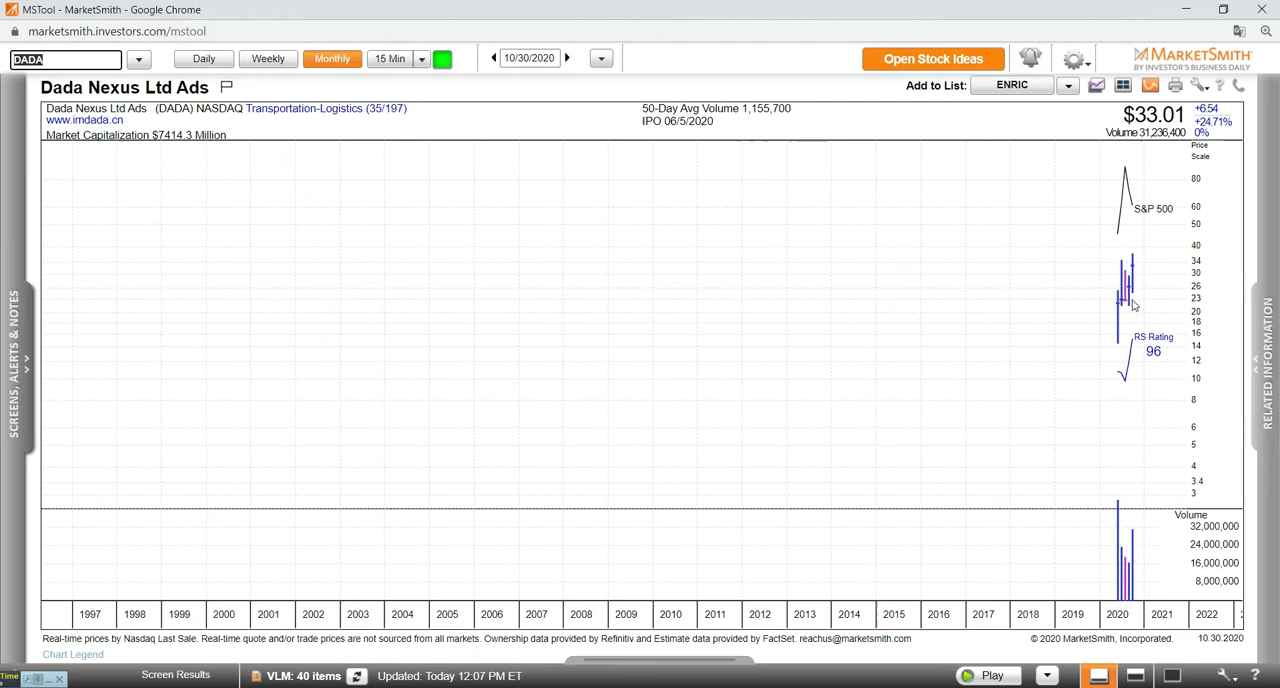 MSTool - MarketSmith - Google Chrome
marketsmith.investors.com/mstool
DADA
Daily
Weekly
Monthly
15 Min
10/30/2020
Open Stock Ideas
MARKETSMITH
BY INVESTOR'S BUSINESS DAILY
Dada Nexus Ltd Ads
Add to List:
ENRIC
Dada Nexus Ltd Ads (DADA) NASDAQ Transportation-Logistics (35/197)
www.imdada.cn
Market Capitalization $7414.3 Million
50-Day Avg Volume 1,155,700
IPO 06/5/2020
$33.01 +6.54
+24.71%
Volume 31,236,400 0%
Price
Scale
80
S&P 500
60
50
40
34
30
26
23
20
18
16
RS Rating
96
14
12
10
8
6
5
4
3.4
3
Volume
32,000,000
24,000,000
16,000,000
8,000,000
1997 1998 1999 2000 2001 2002 2003 2004 2005 2006 2007 2008 2009 2010 2011 2012 2013 2014 2015 2016 2017 2018 2019 2020 2021 2022
Real-time prices by Nasdaq Last Sale. Real-time quote and/or trade prices are not sourced from all markets. Ownership data provided by Refinitiv and Estimate data provided by FactSet. reachus@marketsmith.com
© 2020 MarketSmith, Incorporated.
10.30.2020
Chart Legend
SCREENS, ALERTS & NOTES
RELATED INFORMATION
Time
Screen Results
VLM: 40 items
Updated: Today 12:07 PM ET
Play